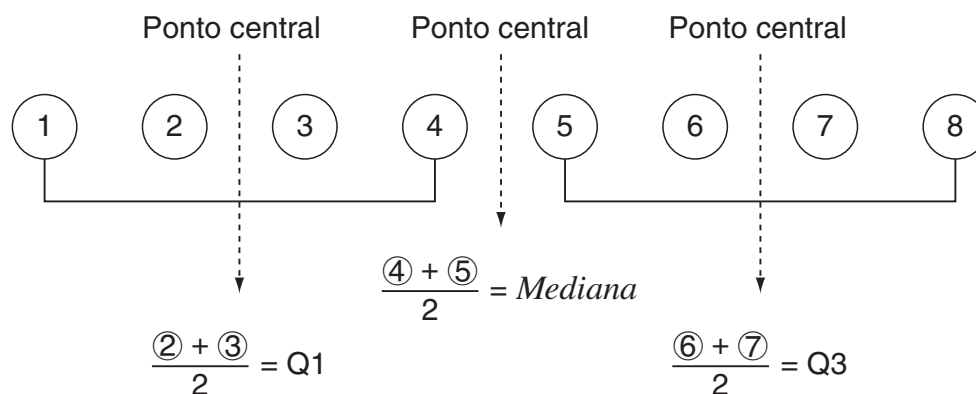 Ponto central Ponto central Ponto central
1 2 3 4 5 6 7 8
④ + ⑤
2
= Mediana
② + ③
2
= Q1
⑥ + ⑦
2
= Q3